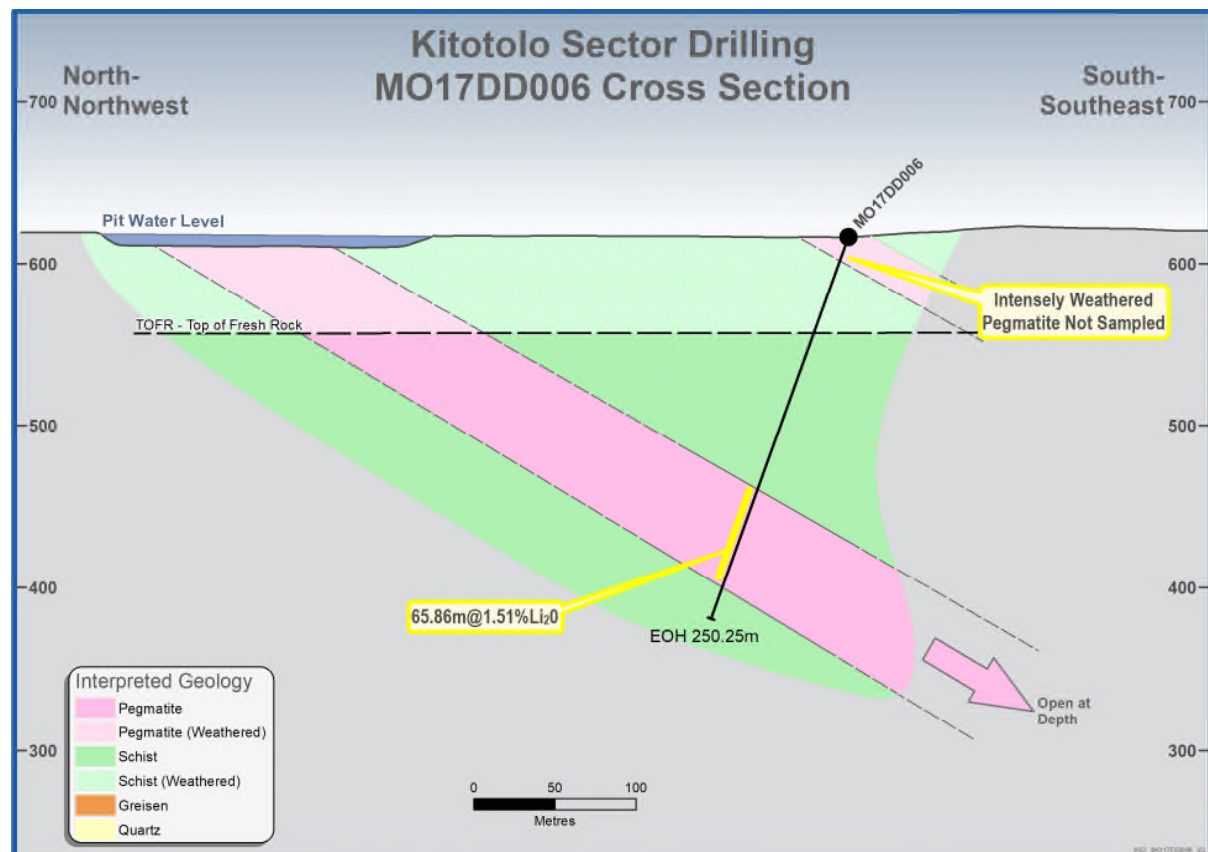 Kitotolo Sector Drilling
MO17DD006 Cross Section
North-
Northwest
South-
Southeast
700
700
MO17DD006
Pit Water Level
600
600
Intensely Weathered
Pegmatite Not Sampled
TOFR - Top of Fresh Rock
500
500
400
400
65.86m@1.51%Li₂0
EOH 250.25m
Interpreted Geology
Pegmatite
Pegmatite (Weathered)
Schist
Schist (Weathered)
Greisen
Quartz
Open at
Depth
300
300
0 50 100
Metres